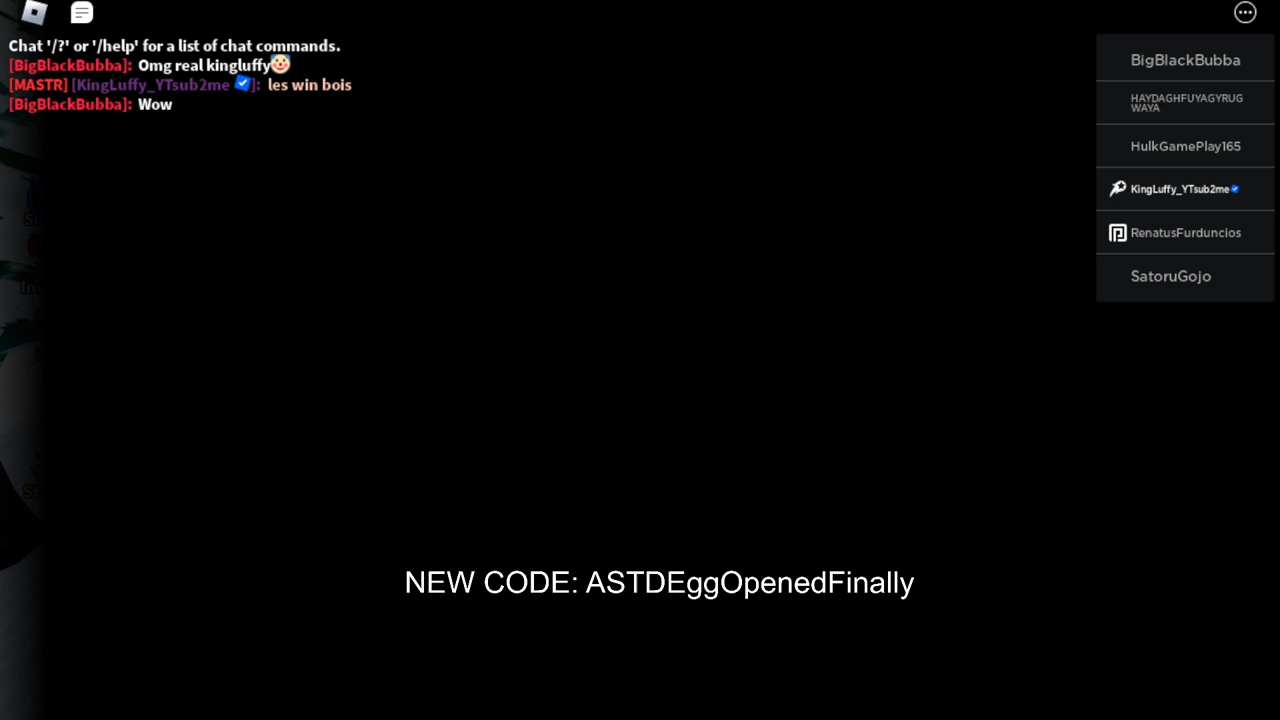 Chat '/?' or '/help' for a list of chat commands.
[BigBlackBubba]: Omg real kingluffy🤡
[MASTR] [KingLuffy_YTsub2me ]: les win bois
[BigBlackBubba]: Wow
BigBlackBubba
HAYDAGHFUYAGYRUG
WAYA
HulkGamePlay165
KingLuffy_YTsub2me
RenatusFurduncios
SatoruGojo
NEW CODE: ASTDEggOpenedFinally